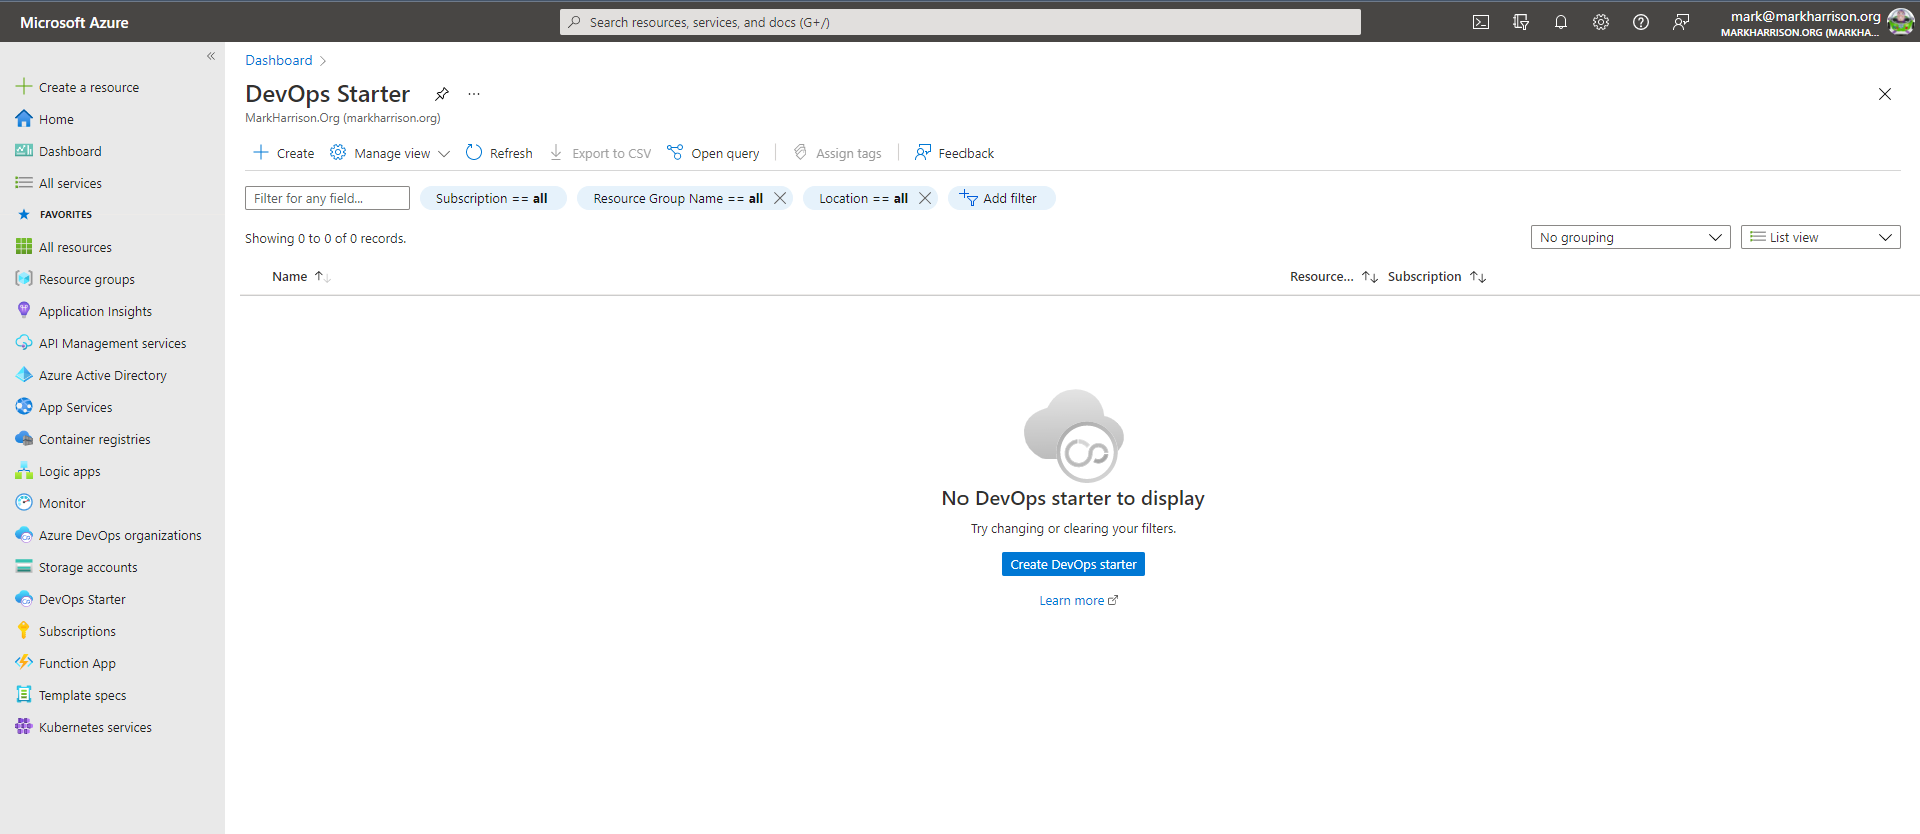 Microsoft Azure
Search resources, services, and docs (G+/)
mark@markharrison.org
MARKHARRISON.ORG (MARKHA...
«
Create a resource
Home
Dashboard
All services
FAVORITES
All resources
Resource groups
Application Insights
API Management services
Azure Active Directory
App Services
Container registries
Logic apps
Monitor
Azure DevOps organizations
Storage accounts
DevOps Starter
Subscriptions
Function App
Template specs
Kubernetes services
Dashboard >
DevOps Starter ...
MarkHarrison.Org (markharrison.org)
Create Manage view Refresh Export to CSV Open query Assign tags Feedback
Filter for any field... Subscription == all Resource Group Name == all Location == all Add filter
Showing 0 to 0 of 0 records.
No grouping List view
Name Resource... Subscription
No DevOps starter to display
Try changing or clearing your filters.
Create DevOps starter
Learn more